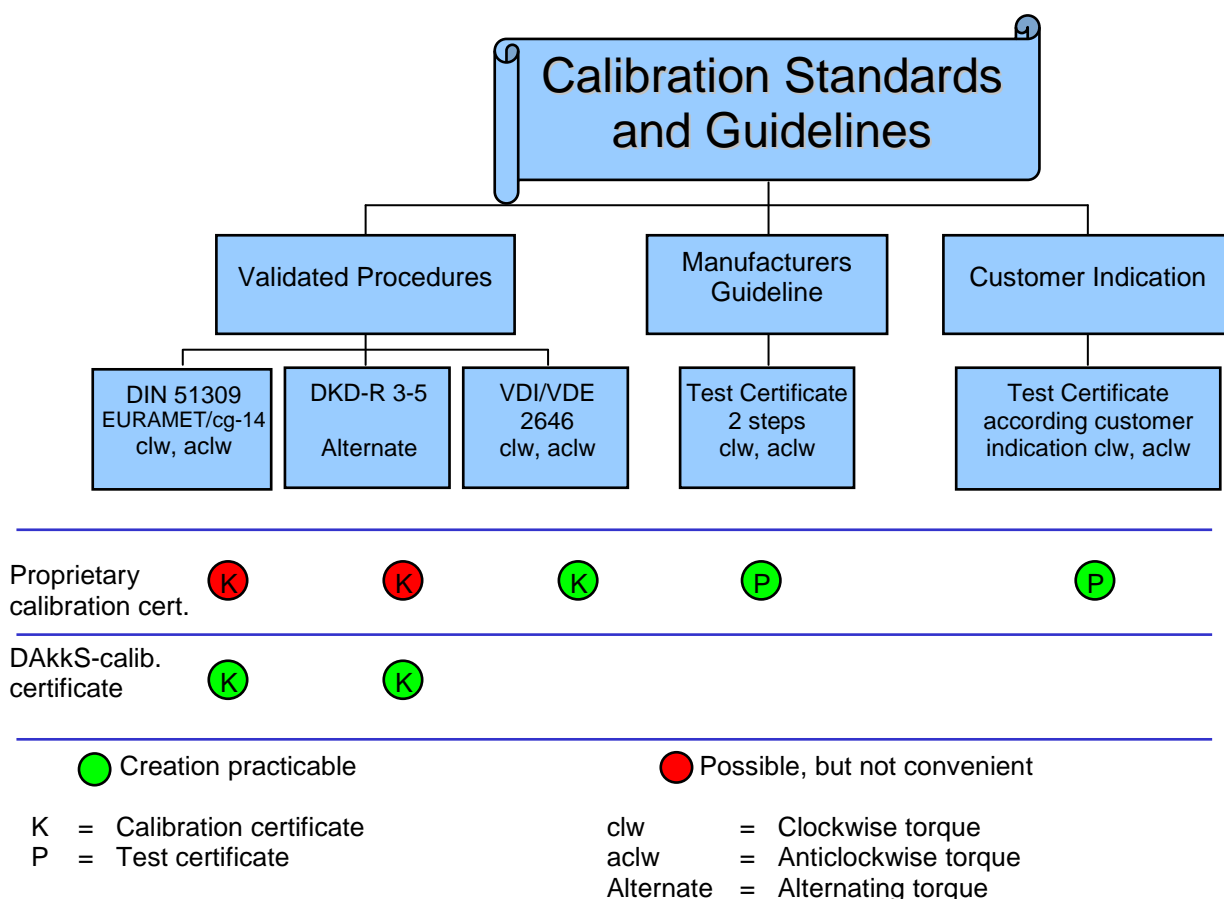 Calibration Standards
and Guidelines
Validated Procedures
Manufacturers
Guideline
Customer Indication
DIN 51309
EURAMET/cg-14
clw, aclw
DKD-R 3-5
Alternate
VDI/VDE
2646
clw, aclw
Test Certificate
2 steps
clw, aclw
Test Certificate
according customer
indication clw, aclw
Proprietary
calibration cert.
K K K P P
DAkkS-calib.
certificate
K K
Creation practicable
Possible, but not convenient
K = Calibration certificate
P = Test certificate
clw = Clockwise torque
aclw = Anticlockwise torque
Alternate = Alternating torque